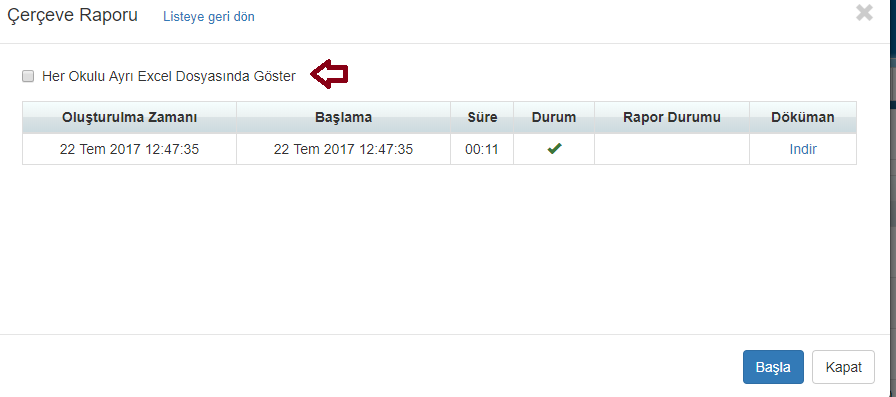 Çerçeve Raporu Listeye geri dön
Her Okulu Ayrı Excel Dosyasında Göster
Oluşturulma Zamanı Başlama Süre Durum Rapor Durumu Döküman
22 Tem 2017 12:47:35 22 Tem 2017 12:47:35 00:11 Indir
Başla Kapat